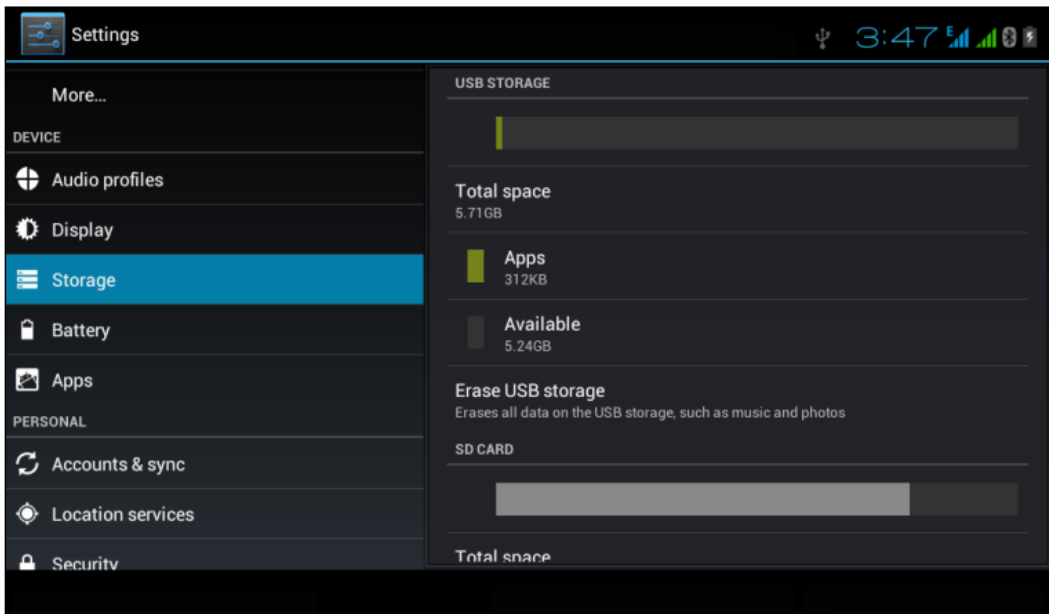 Settings
3:47
E
More...
DEVICE
Audio profiles
Display
Storage
Battery
Apps
PERSONAL
Accounts & sync
Location services
Security
USB STORAGE
Total space
5.71GB
Apps
312KB
Available
5.24GB
Erase USB storage
Erases all data on the USB storage, such as music and photos
SD CARD
Total space